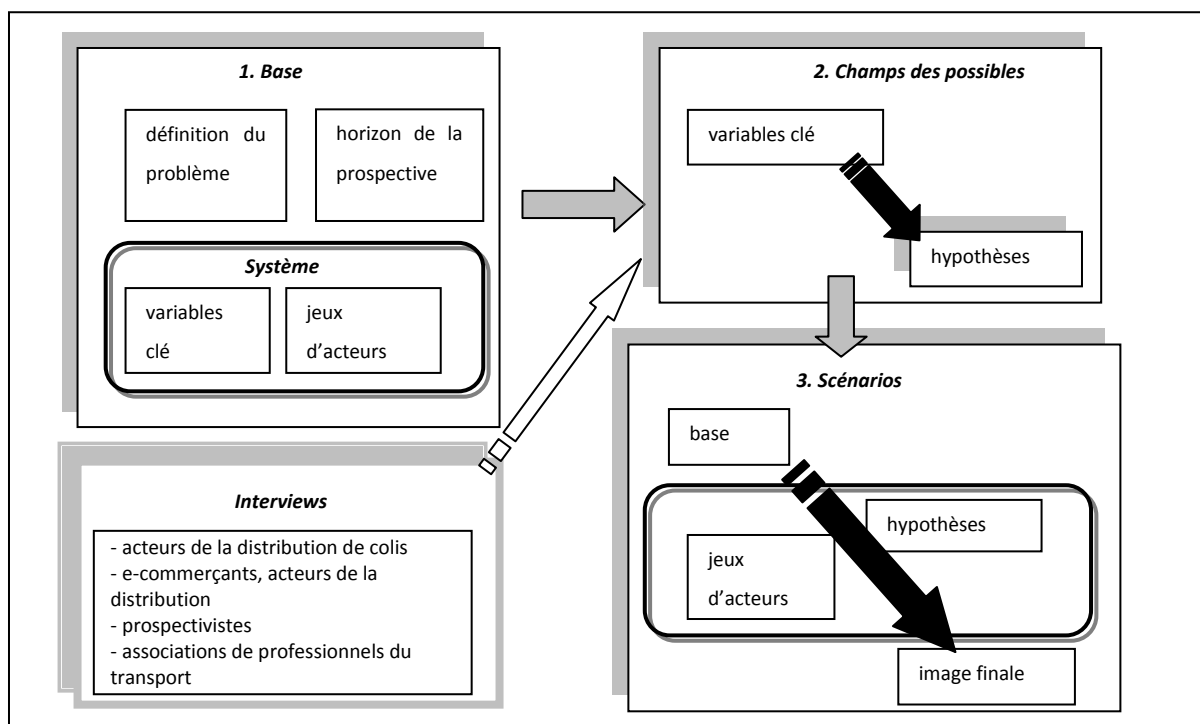 1. Base
définition du
problème
horizon de la
prospective
Système
variables
clé
jeux
d’acteurs
Interviews
- acteurs de la distribution de colis
- e-commerçants, acteurs de la
distribution
- prospectivistes
- associations de professionnels du
transport
2. Champs des possibles
variables clé
hypothèses
3. Scénarios
base
hypothèses
jeux
d’acteurs
image finale